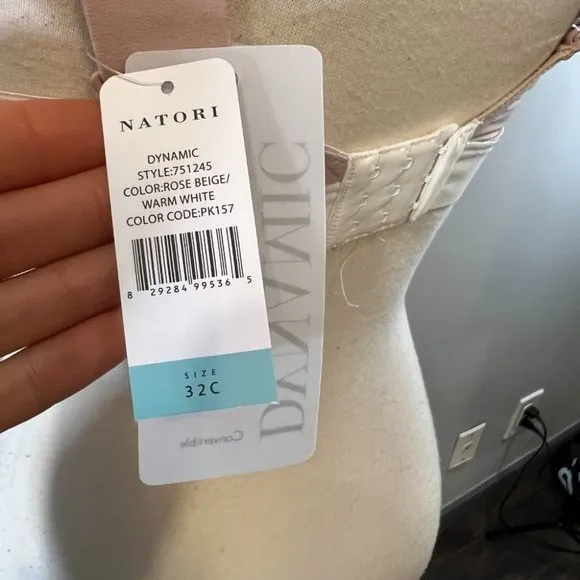 NATORI
DYNAMIC
STYLE:751245
COLOR:ROSE BEIGE/
WARM WHITE
COLOR CODE:PK157
8 29284 99536 5
SIZE
32C
DYNAMIC
Convertible